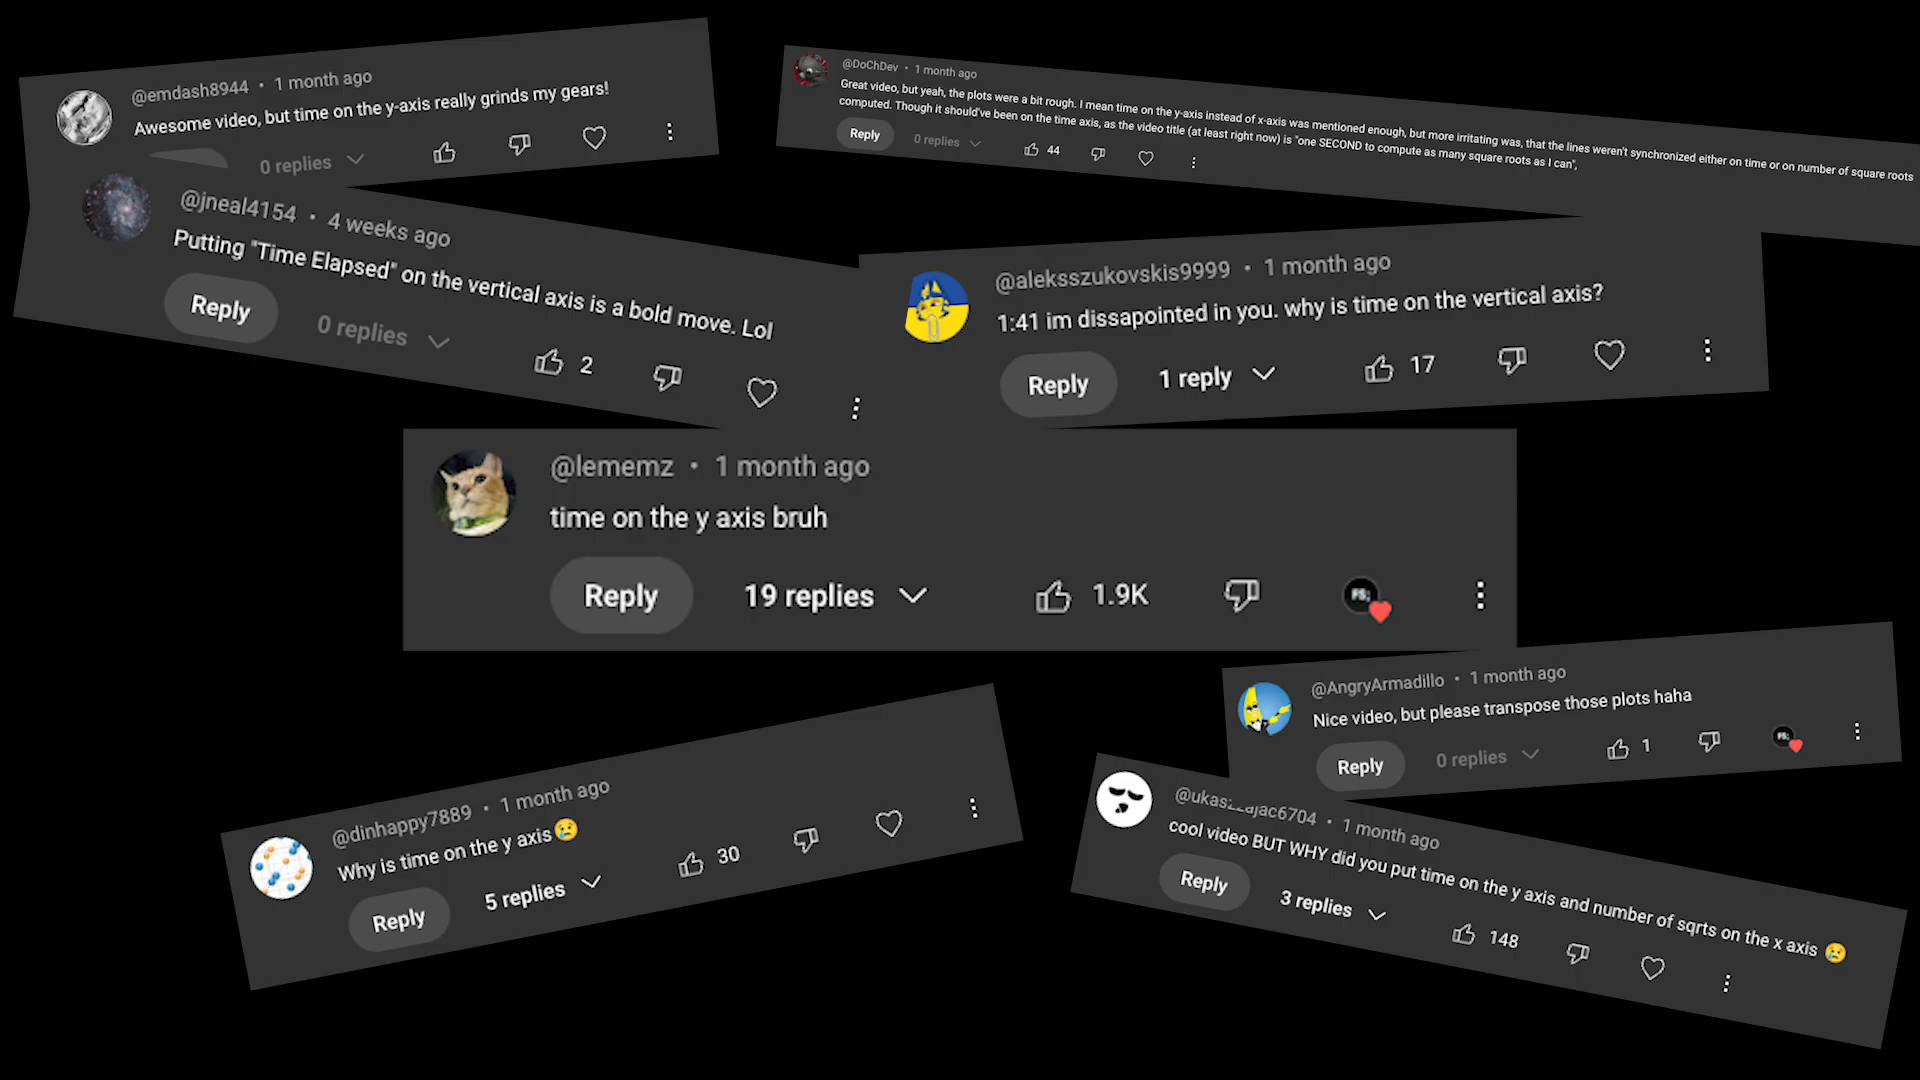 @emdash8944 • 1 month ago
Awesome video, but time on the y-axis really grinds my gears!
0 replies
@DoChDev • 1 month ago
Great video, but yeah, the plots were a bit rough. I mean time on the y-axis instead of x-axis was mentioned enough, but more irritating was, that the lines weren't synchronized either on time or on number of square roots
computed. Though it should've been on the time axis, as the video title (at least right now) is "one SECOND to compute as many square roots as I can",
Reply
0 replies
44
@jneal4154 • 4 weeks ago
Putting "Time Elapsed" on the vertical axis is a bold move. Lol
Reply
0 replies
2
@aleksszukovskis9999 • 1 month ago
1:41 im dissapointed in you. why is time on the vertical axis?
Reply
1 reply
17
@lememz • 1 month ago
time on the y axis bruh
Reply
19 replies
1.9K
FS;
@AngryArmadillo • 1 month ago
Nice video, but please transpose those plots haha
Reply
0 replies
1
FS;
@dinhappy7889 • 1 month ago
Why is time on the y axis😢
Reply
5 replies
30
• 1 month ago
cool video BUT WHY did you put time on the y axis and number of sqrts on the x axis 😢
Reply
3 replies
148